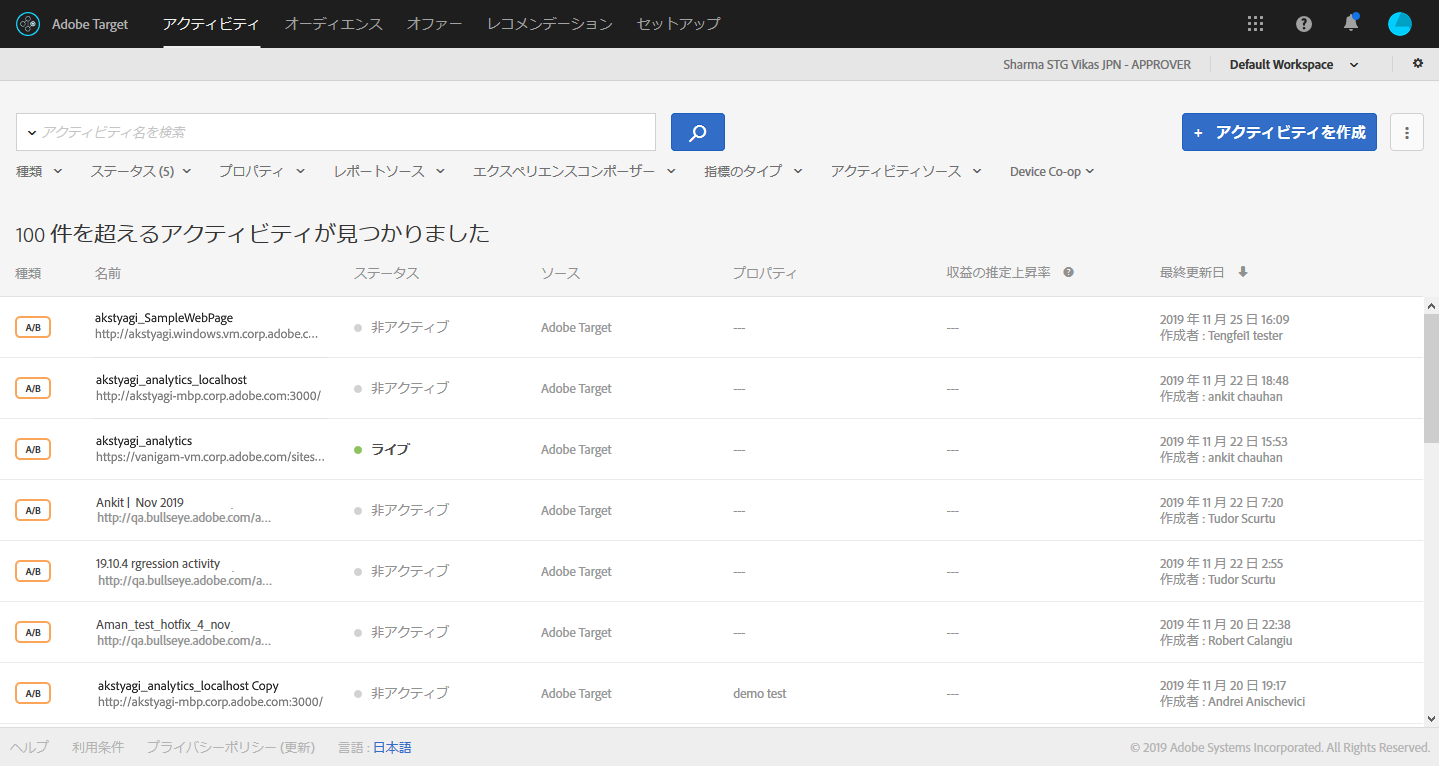 Adobe Target アクティビティ オーディエンス オファー レコメンデーション セットアップ
Sharma STG Vikas JPN - APPROVER Default Workspace
アクティビティ名を検索
+ アクティビティを作成
種類 ステータス (5) プロパティ レポートソース エクスペリエンスコンポーザー 指標のタイプ アクティビティソース Device Co-op
100 件を超えるアクティビティが見つかりました
種類 名前 ステータス ソース プロパティ 収益の推定上昇率 最終更新日
A/B akstyagi_SampleWebPage 非アクティブ Adobe Target --- --- 2019 年 11 月 25 日 16:09
http://akstyagi.windows.vm.corp.adobe.c... 作成者 : Tengfei1 tester
A/B akstyagi_analytics_localhost 非アクティブ Adobe Target --- --- 2019 年 11 月 22 日 18:48
http://akstyagi-mbp.corp.adobe.com:3000/ 作成者 : ankit chauhan
A/B akstyagi_analytics ライブ Adobe Target --- --- 2019 年 11 月 22 日 15:53
https://vanigam-vm.corp.adobe.com/sites... 作成者 : ankit chauhan
A/B Ankit | Nov 2019 非アクティブ Adobe Target --- --- 2019 年 11 月 22 日 7:20
http://qa.bullseye.adobe.com/a... 作成者 : Tudor Scurtu
A/B 19.10.4 rgression activity 非アクティブ Adobe Target --- --- 2019 年 11 月 22 日 2:55
http://qa.bullseye.adobe.com/a... 作成者 : Tudor Scurtu
A/B Aman_test_hotfix_4_nov 非アクティブ Adobe Target --- --- 2019 年 11 月 20 日 22:38
http://qa.bullseye.adobe.com/a... 作成者 : Robert Calangiu
A/B akstyagi_analytics_localhost Copy 非アクティブ Adobe Target demo test --- 2019 年 11 月 20 日 19:17
http://akstyagi-mbp.corp.adobe.com:3000/ 作成者 : Andrei Anischevici
ヘルプ 利用条件 プライバシーポリシー (更新) 言語 : 日本語 © 2019 Adobe Systems Incorporated. All Rights Reserved.